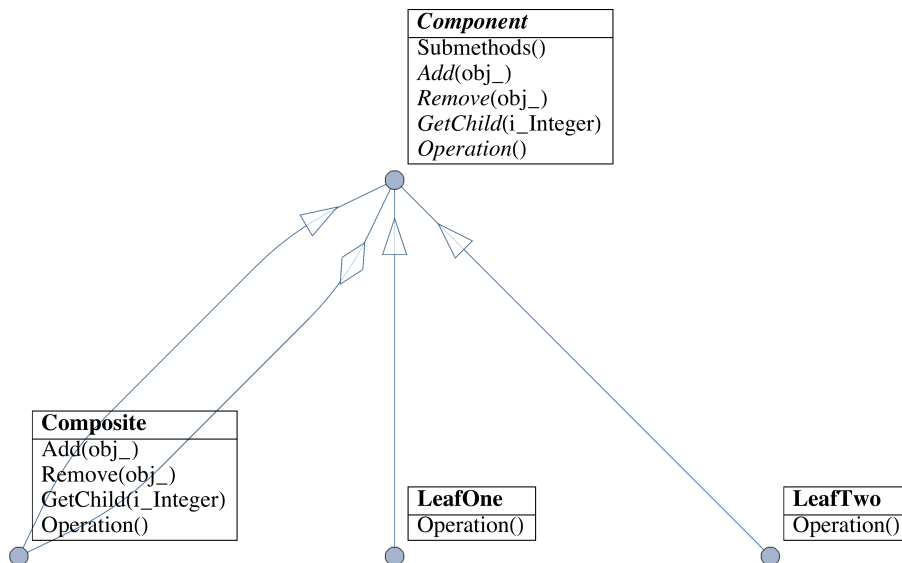 Component
Submethods()
Add(obj_)
Remove(obj_)
GetChild(i_Integer)
Operation()
Composite
Add(obj_)
Remove(obj_)
GetChild(i_Integer)
Operation()
LeafOne
Operation()
LeafTwo
Operation()